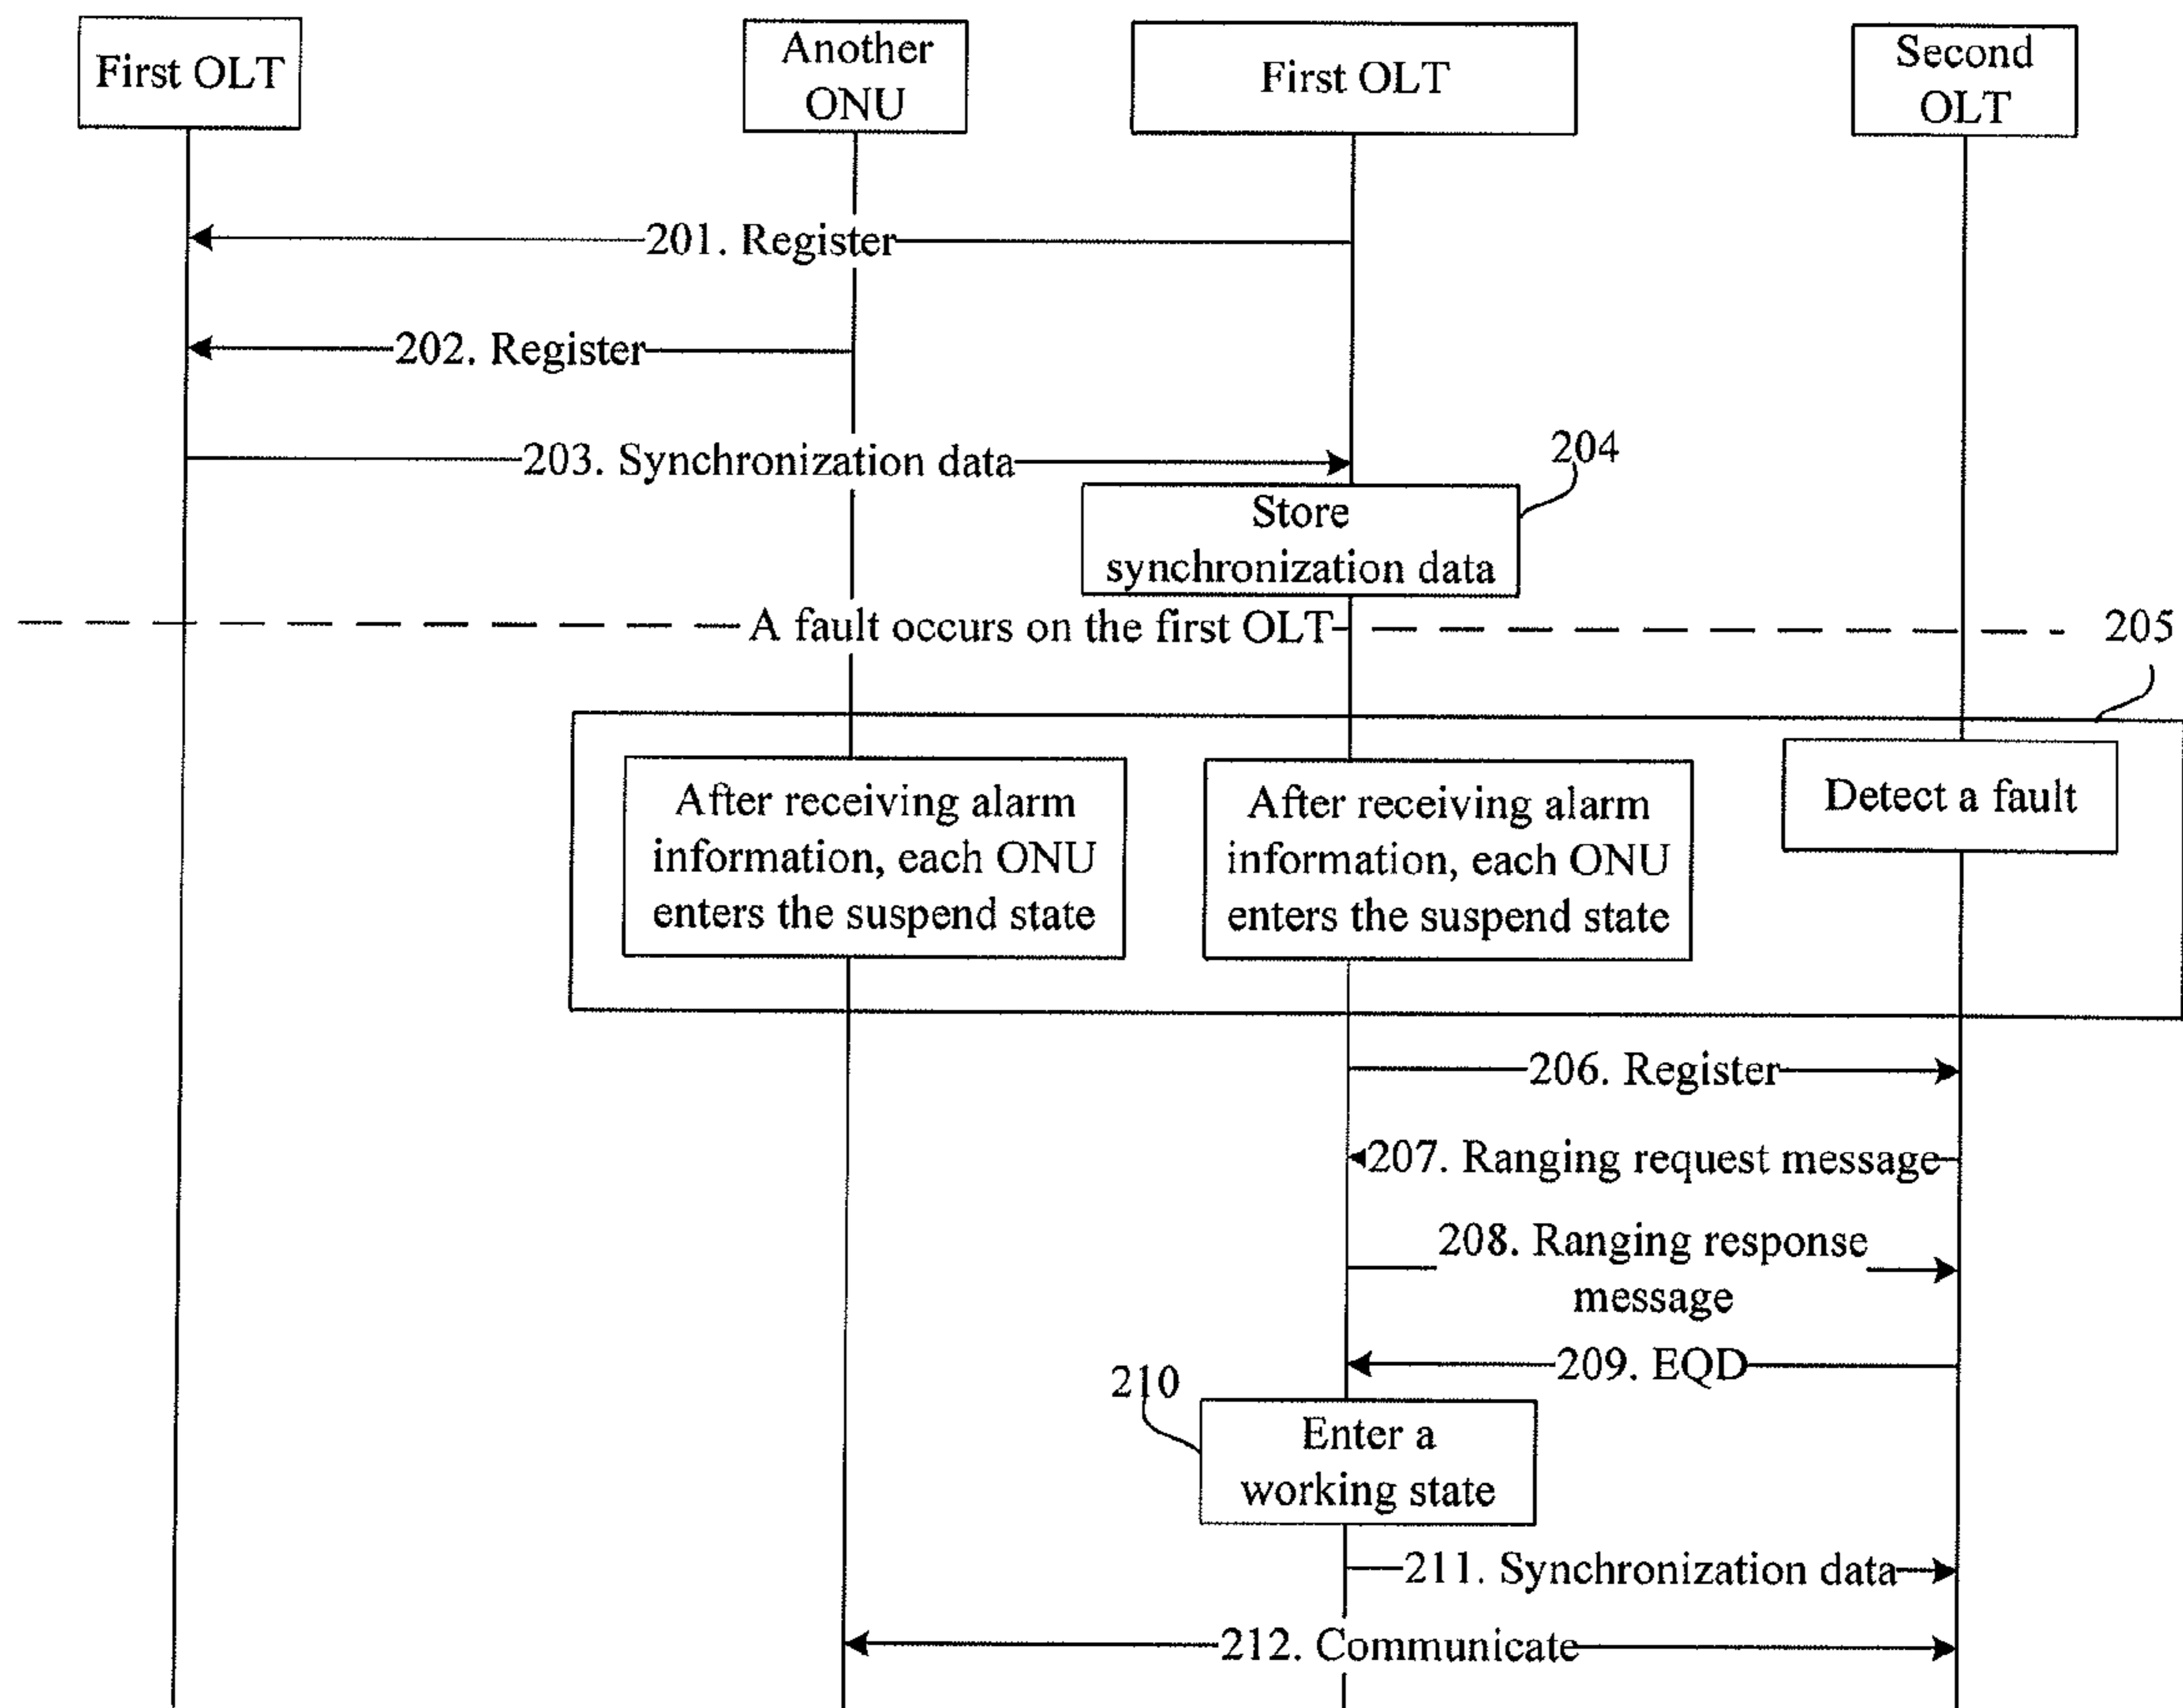 First OLT
Another
ONU
First OLT
Second
OLT
201. Register
202. Register
203. Synchronization data
204
Store
synchronization data
A fault occurs on the first OLT
205
After receiving alarm
information, each ONU
enters the suspend state
After receiving alarm
information, each ONU
enters the suspend state
Detect a fault
206. Register
207. Ranging request message
208. Ranging response
message
209. EQD
210
Enter a
working state
211. Synchronization data
212. Communicate